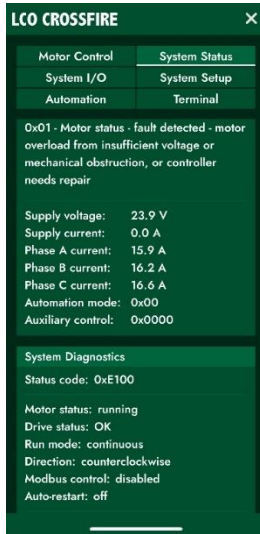 LCO CROSSFIRE ×
Motor Control System Status
System I/O System Setup
Automation Terminal
0x01 - Motor status - fault detected - motor
overload from insufficient voltage or
mechanical obstruction, or controller
needs repair
Supply voltage: 23.9 V
Supply current: 0.0 A
Phase A current: 15.9 A
Phase B current: 16.2 A
Phase C current: 16.6 A
Automation mode: 0x00
Auxiliary control: 0x0000
System Diagnostics
Status code: 0xE100
Motor status: running
Drive status: OK
Run mode: continuous
Direction: counterclockwise
Modbus control: disabled
Auto-restart: off